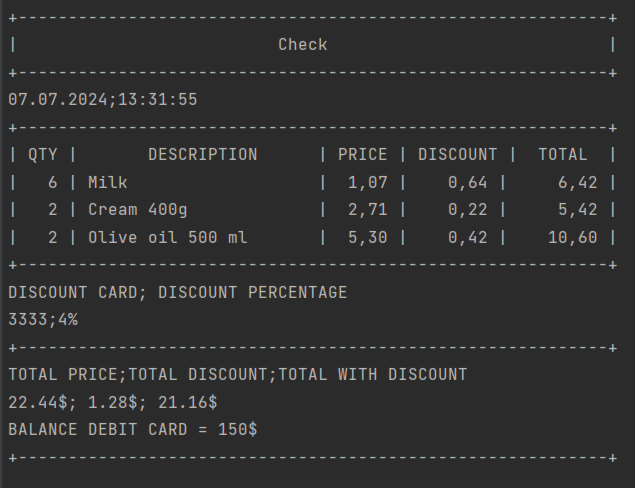 +-----------------------------------------------------------+
|                          Check                            |
+-----------------------------------------------------------+
07.07.2024;13:31:55
+-----------------------------------------------------------+
| QTY |       DESCRIPTION      | PRICE | DISCOUNT |  TOTAL  |
|   6 | Milk                   |  1,07 |    0,64 |     6,42 |
|   2 | Cream 400g             |  2,71 |    0,22 |     5,42 |
|   2 | Olive oil 500 ml       |  5,30 |    0,42 |    10,60 |
+-----------------------------------------------------------+
DISCOUNT CARD; DISCOUNT PERCENTAGE
3333;4%
+-----------------------------------------------------------+
TOTAL PRICE;TOTAL DISCOUNT;TOTAL WITH DISCOUNT
22.44$; 1.28$; 21.16$
BALANCE DEBIT CARD = 150$
+-----------------------------------------------------------+